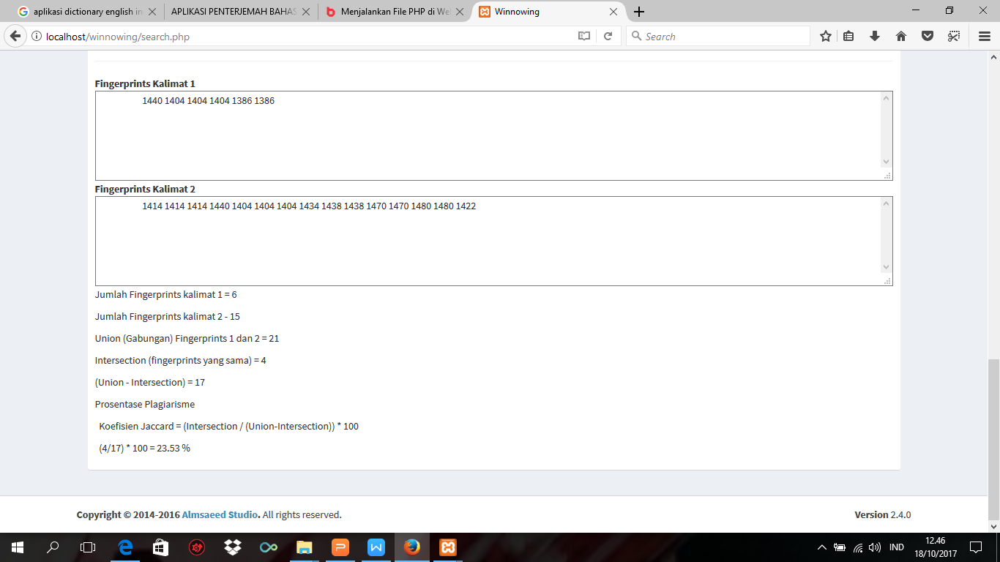 aplikasi dictionary english in
APLIKASI PENTERJEMAH BAHAS
Menjalankan File PHP di We
Winnowing
localhost/winnowing/search.php
Search
Fingerprints Kalimat 1
1440 1404 1404 1404 1386 1386
Fingerprints Kalimat 2
1414 1414 1414 1440 1404 1404 1404 1434 1438 1438 1470 1470 1480 1480 1422
Jumlah Fingerprints kalimat 1 = 6
Jumlah Fingerprints kalimat 2 - 15
Union (Gabungan) Fingerprints 1 dan 2 = 21
Intersection (fingerprints yang sama) = 4
(Union - Intersection) = 17
Prosentase Plagiarisme
Koefisien Jaccard = (Intersection / (Union-Intersection)) * 100
(4/17) * 100 = 23.53 %
Copyright © 2014-2016 Almsaeed Studio. All rights reserved.
Version 2.4.0
IND
12.46
18/10/2017